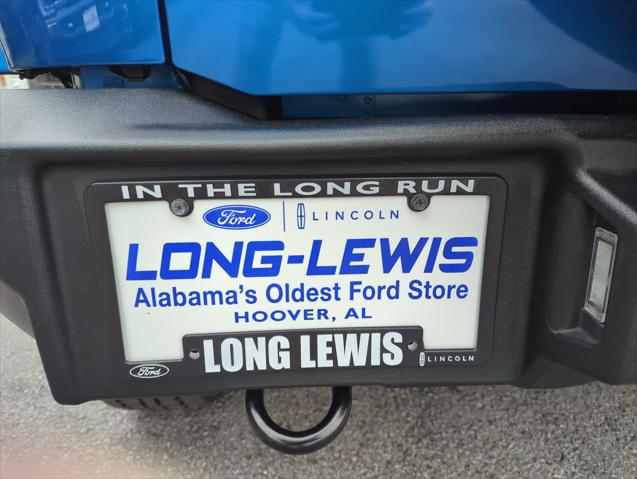 IN THE LONG RUN
Ford LINCOLN
LONG-LEWIS
Alabama's Oldest Ford Store
HOOVER, AL
LONG LEWIS
Ford LINCOLN